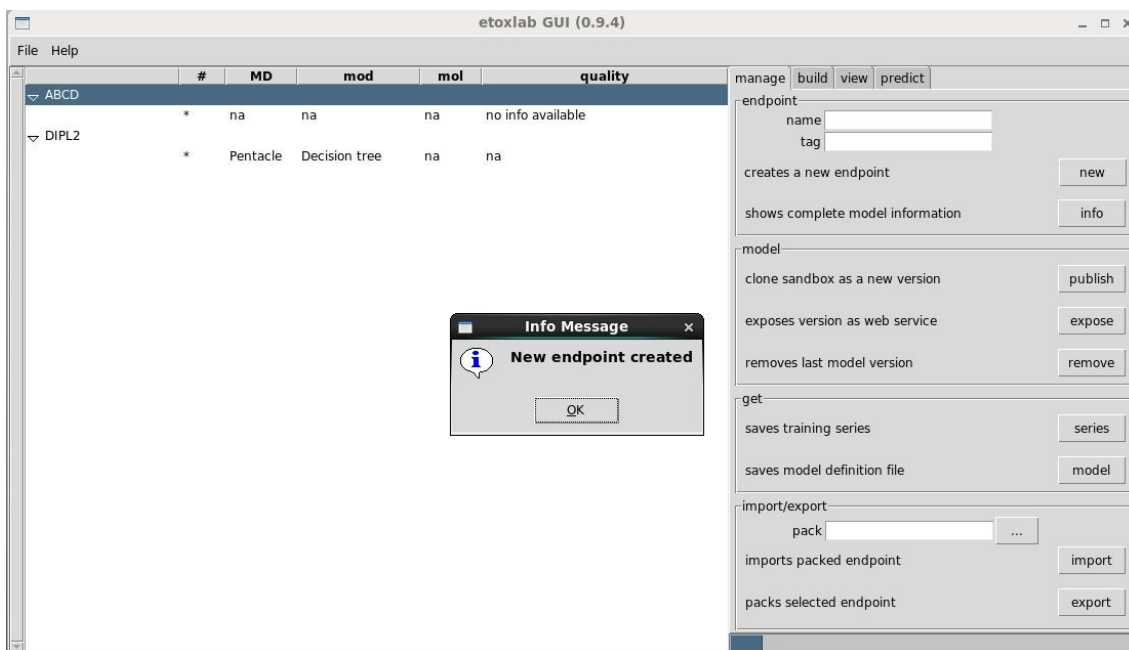 etoxlab GUI (0.9.4)
File Help
# MD mod mol quality
ABCD
* na na na no info available
DIPL2
* Pentacle Decision tree na na
Info Message
New endpoint created
OK
manage build view predict
endpoint
name
tag
creates a new endpoint new
shows complete model information info
model
clone sandbox as a new version publish
exposes version as web service expose
removes last model version remove
get
saves training series series
saves model definition file model
import/export
pack ...
imports packed endpoint import
packs selected endpoint export